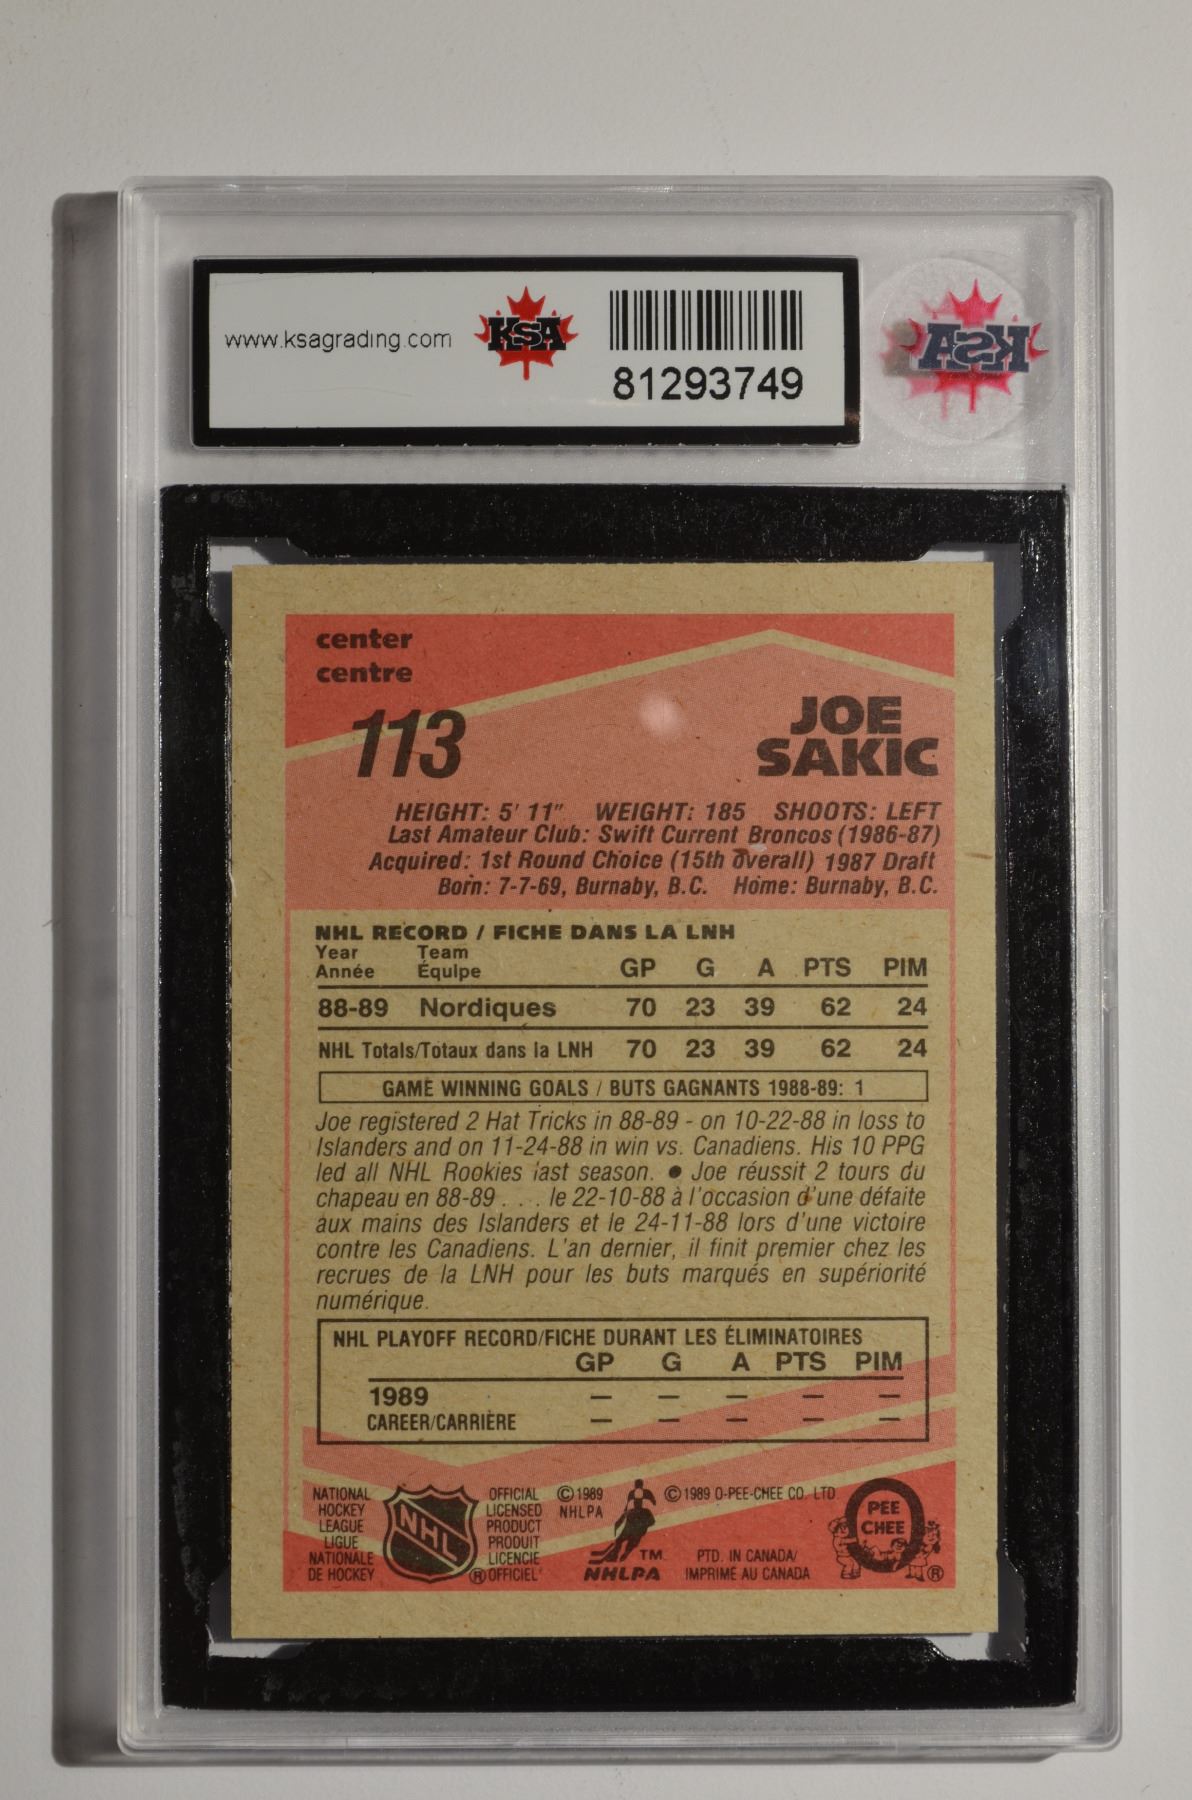 www.ksagrading.com
KSA
81293749
KSA
center
centre
113
JOE
SAKIC
HEIGHT: 5' 11" WEIGHT: 185 SHOOTS: LEFT
Last Amateur Club: Swift Current Broncos (1986-87)
Acquired: 1st Round Choice (15th overall) 1987 Draft
Born: 7-7-69, Burnaby, B.C. Home: Burnaby, B.C.
NHL RECORD / FICHE DANS LA LNH
Year Team
Année Équipe GP G A PTS PIM
88-89 Nordiques 70 23 39 62 24
NHL Totals/Totaux dans la LNH 70 23 39 62 24
GAME WINNING GOALS / BUTS GAGNANTS 1988-89: 1
Joe registered 2 Hat Tricks in 88-89 - on 10-22-88 in loss to
Islanders and on 11-24-88 in win vs. Canadiens. His 10 PPG
led all NHL Rookies last season. ● Joe réussit 2 tours du
chapeau en 88-89 . . . le 22-10-88 à l'occasion d'une défaite
aux mains des Islanders et le 24-11-88 lors d'une victoire
contre les Canadiens. L'an dernier, il finit premier chez les
recrues de la LNH pour les buts marqués en supériorité
numérique.
NHL PLAYOFF RECORD/FICHE DURANT LES ÉLIMINATOIRES
GP G A PTS PIM
1989 — — — — —
CAREER/CARRIÈRE — — — — —
NATIONAL
HOCKEY
LEAGUE
LIGUE
NATIONALE
DE HOCKEY
NHL
OFFICIAL
LICENSED
PRODUCT
PRODUIT
LICENCIE
® OFFICIEL
© 1989
NHLPA
TM
NHLPA
© 1989 O-PEE-CHEE CO. LTD.
PTD. IN CANADA/
IMPRIMÉ AU CANADA
O
PEE
CHEE
®